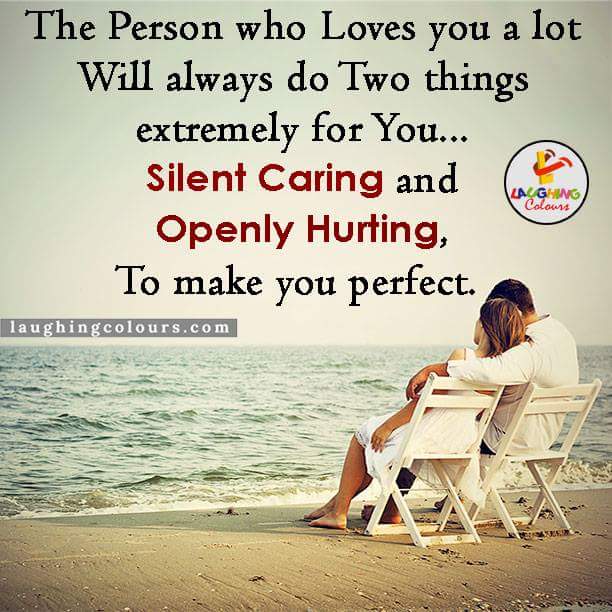 The Person who Loves you a lot
Will always do Two things
extremely for You...
Silent Caring and
Openly Hurting,
To make you perfect.
LAUGHING
Colours
laughingcolours.com